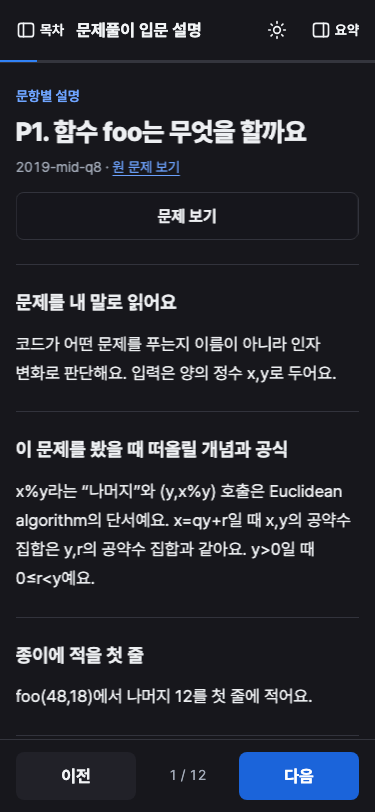 목차 문제풀이 입문 설명 요약
문항별 설명
P1. 함수 foo는 무엇을 할까요
2019-mid-q8 · 원 문제 보기
문제 보기
문제를 내 말로 읽어요
코드가 어떤 문제를 푸는지 이름이 아니라 인자
변화로 판단해요. 입력은 양의 정수 x,y로 두어요.
이 문제를 봤을 때 떠올릴 개념과 공식
x%y라는 “나머지”와 (y,x%y) 호출은 Euclidean
algorithm의 단서예요. x=qy+r일 때 x,y의 공약수
집합은 y,r의 공약수 집합과 같아요. y>0일 때
0≤r<y예요.
종이에 적을 첫 줄
foo(48,18)에서 나머지 12를 첫 줄에 적어요.
이전 1 / 12 다음